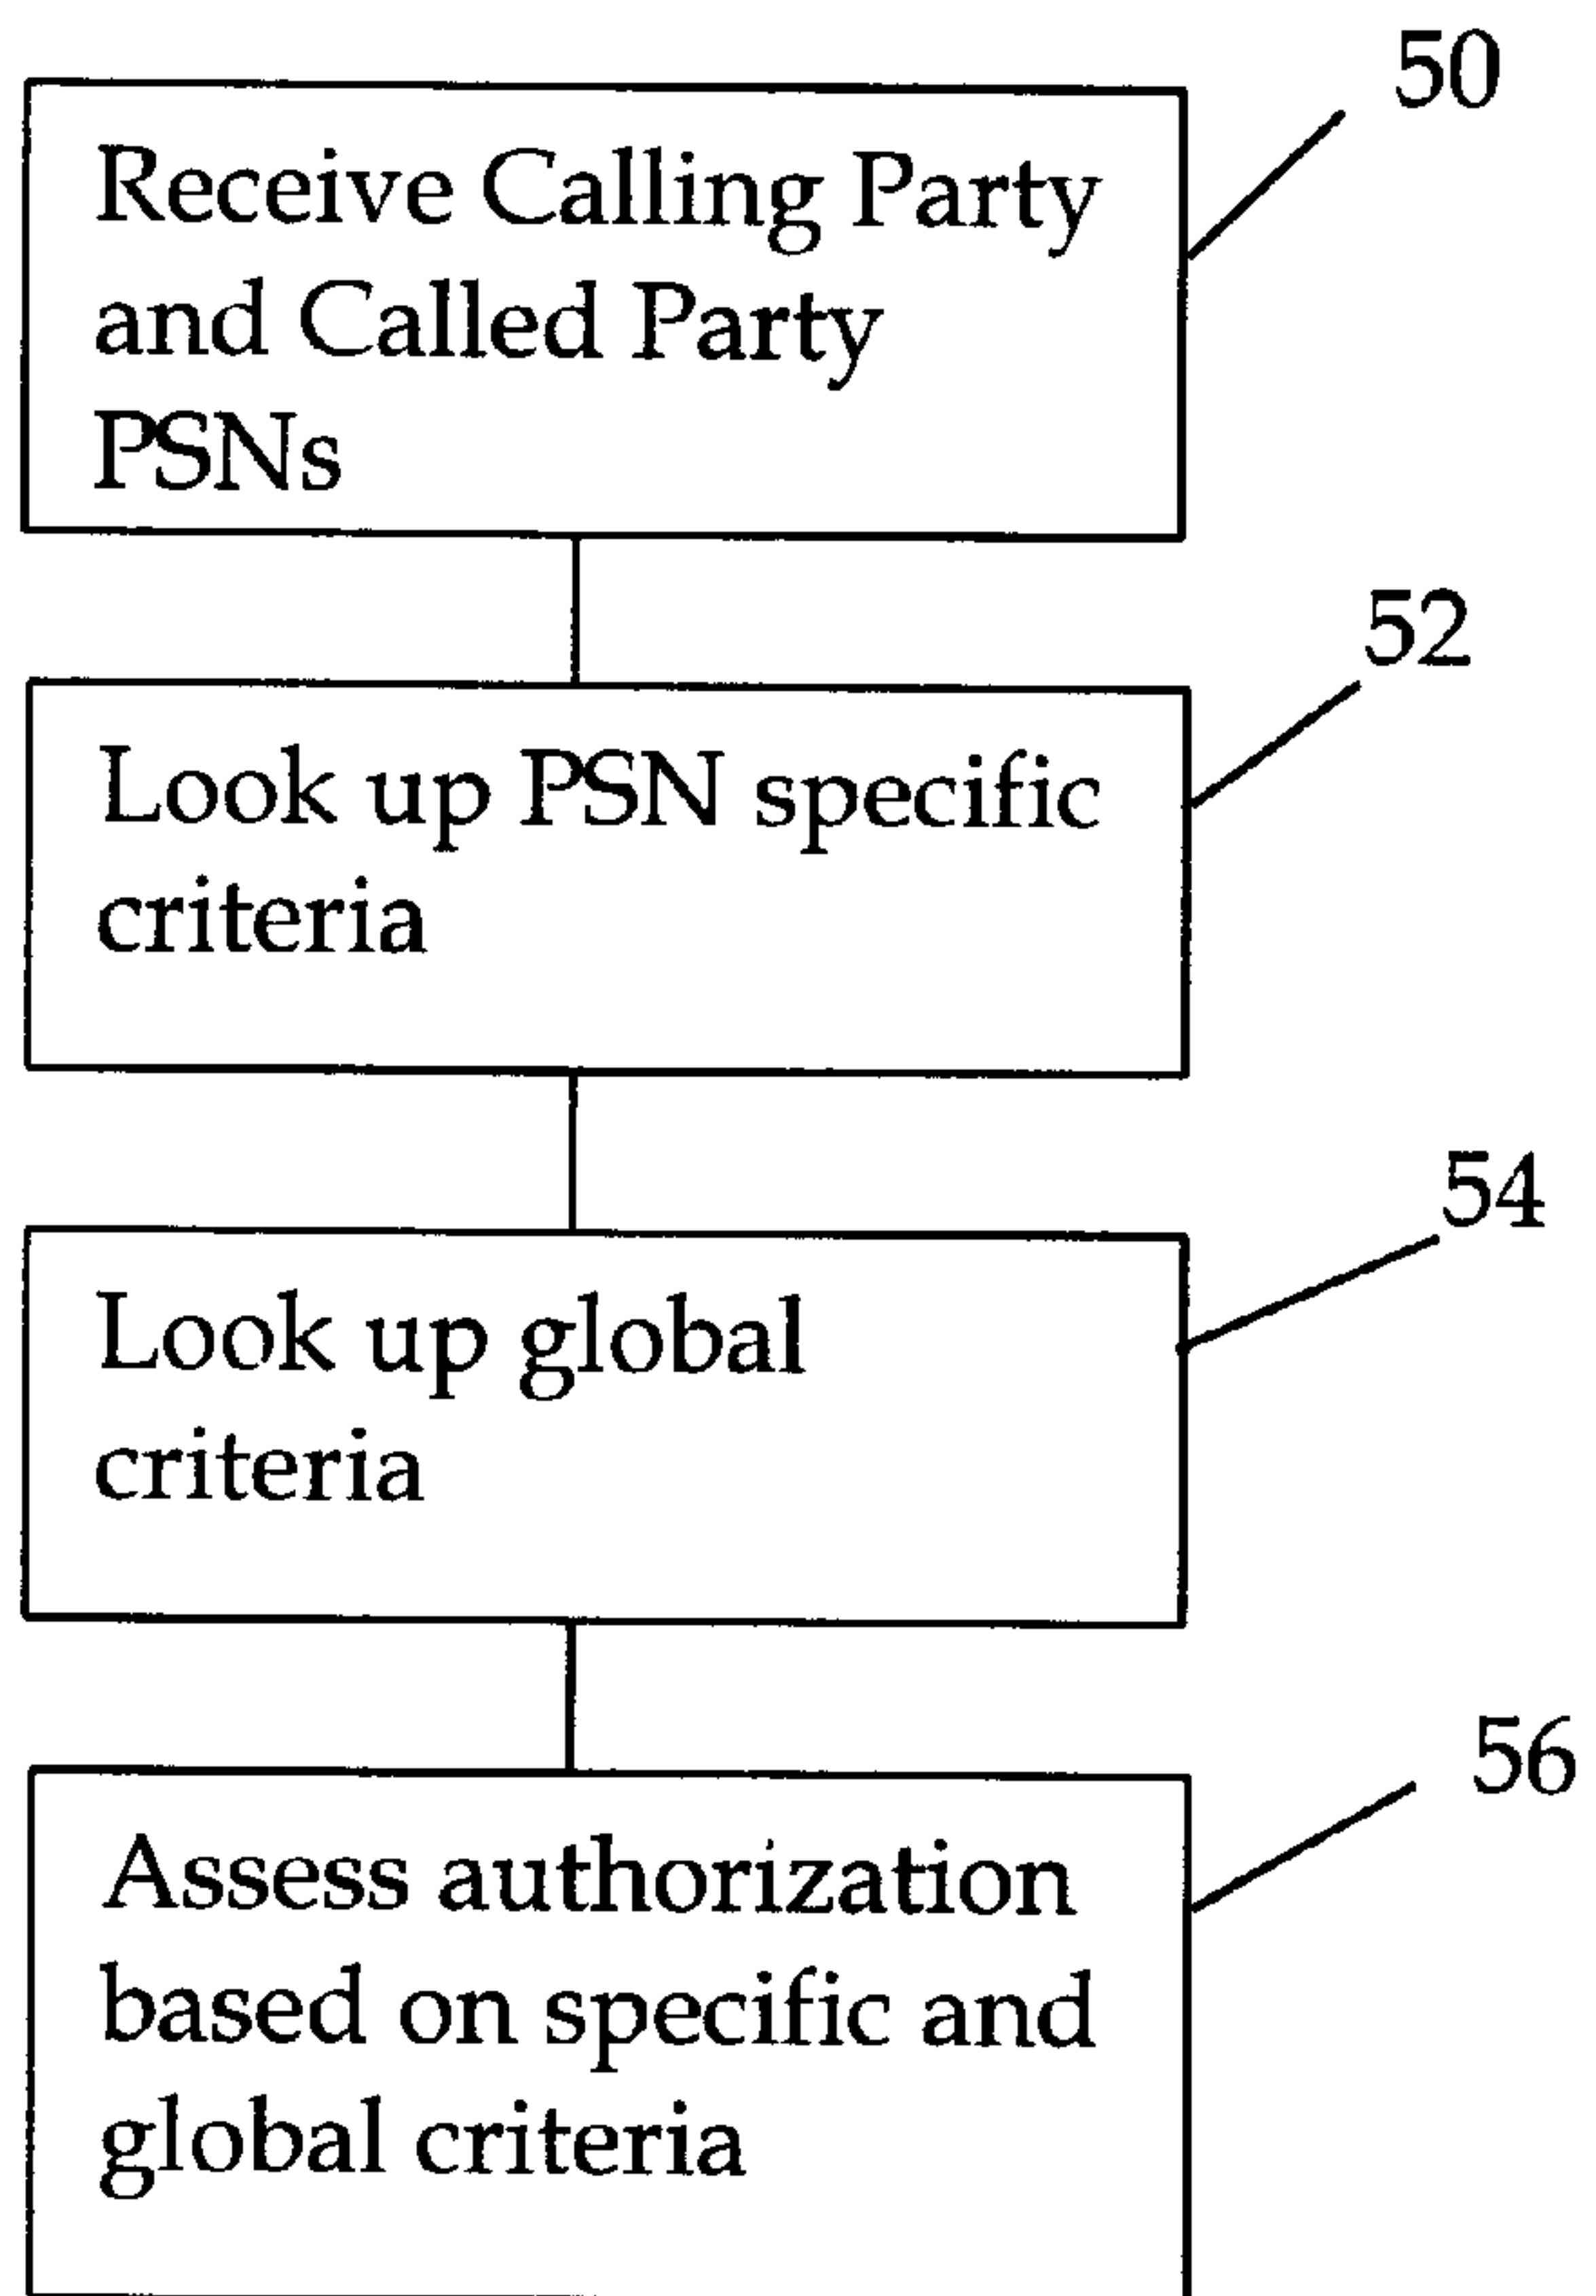 50
Receive Calling Party
and Called Party
PSNs
52
Look up PSN specific
criteria
54
Look up global
criteria
56
Assess authorization
based on specific and
global criteria